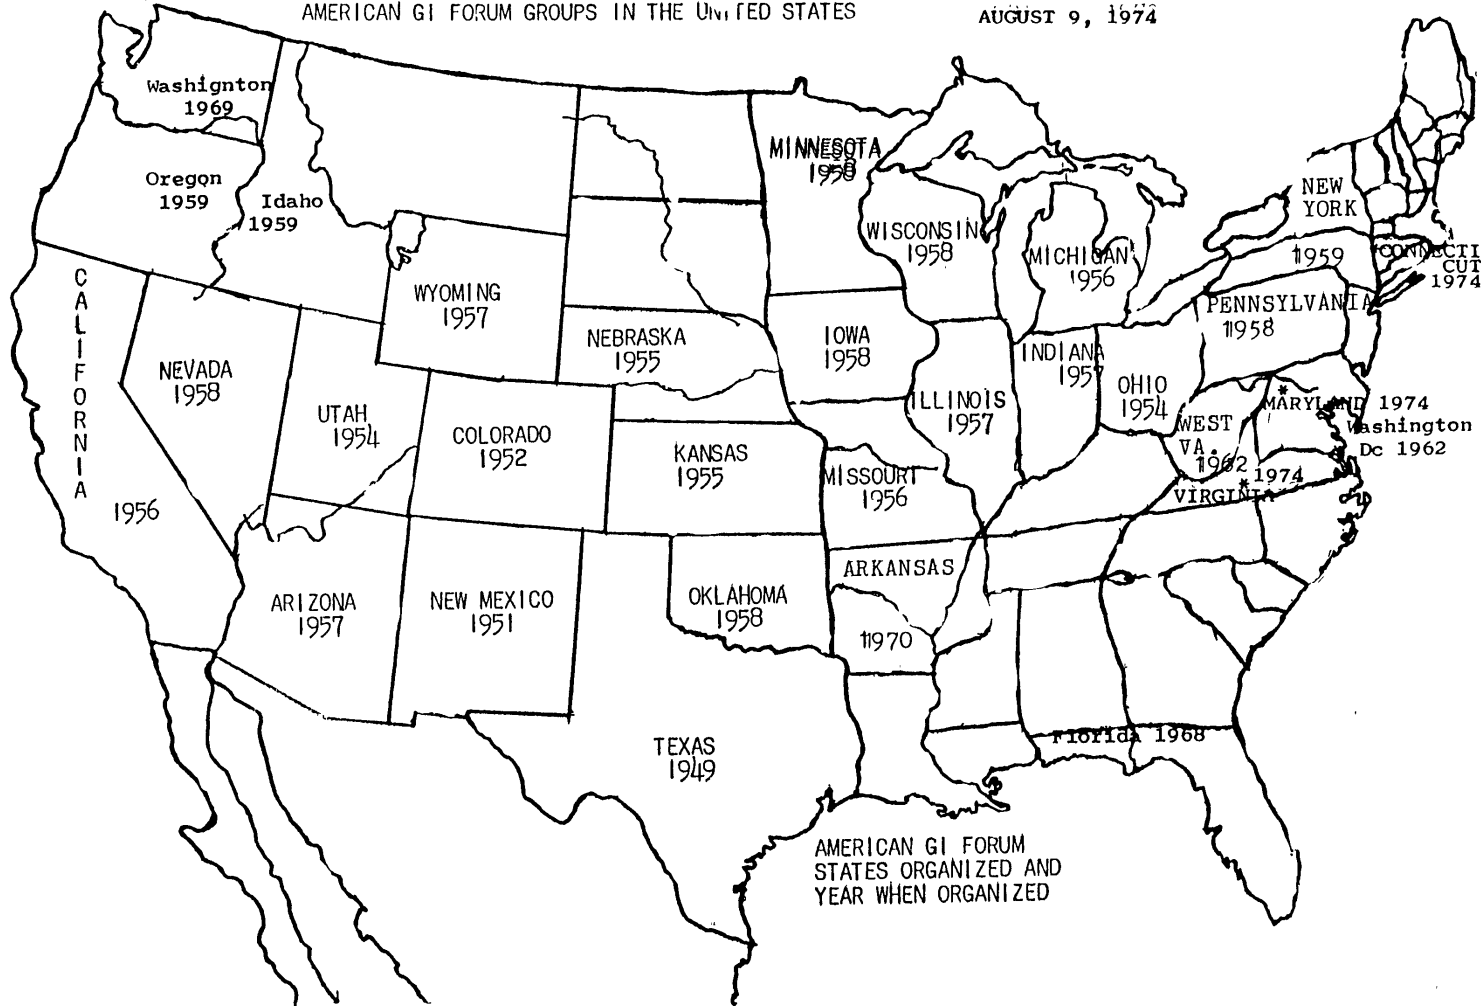 AMERICAN GI FORUM GROUPS IN THE UNITED STATES
AUGUST 9, 1974
Washignton
1969
Oregon
1959
Idaho
1959
MINNESOTA
1958
WISCONSIN
1958
MICHIGAN
1956
NEW
YORK
1959
CONNECTI
CUT
1974
CALIFORNIA
1956
NEVADA
1958
UTAH
1954
WYOMING
1957
COLORADO
1952
NEBRASKA
1955
KANSAS
1955
IOWA
1958
MISSOURI
1956
ILLINOIS
1957
INDIANA
1957
OHIO
1954
PENNSYLVANIA
1958
WEST
VA.
1962
*
MARYLAND 1974
Washington
Dc 1962
1974
*
VIRGINIA
ARIZONA
1957
NEW MEXICO
1951
OKLAHOMA
1958
ARKANSAS
1970
TEXAS
1949
Florida 1968
AMERICAN GI FORUM
STATES ORGANIZED AND
YEAR WHEN ORGANIZED